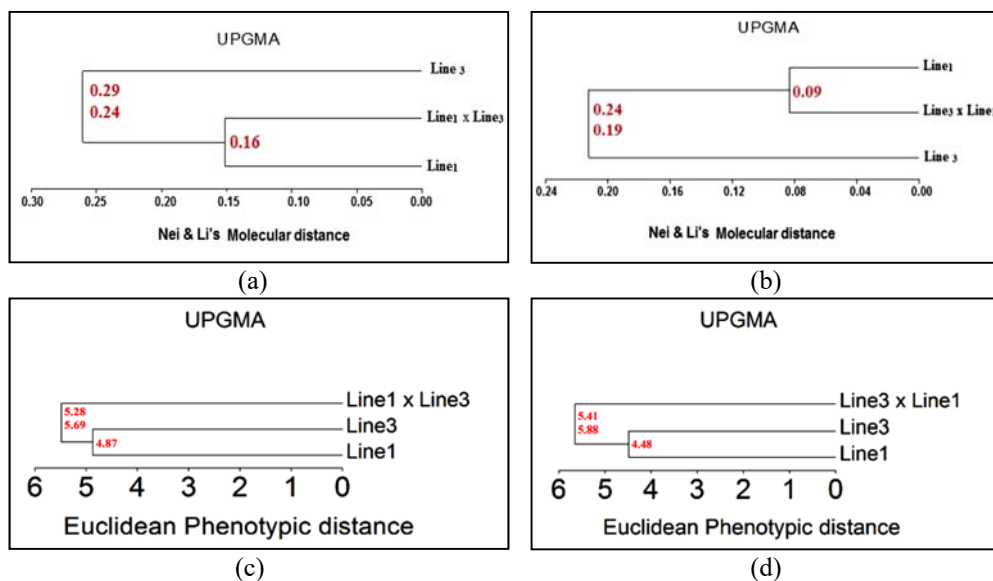 UPGMA
Line 3
0.29
0.24
Line1 x Line3
0.16
Line1
0.30 0.25 0.20 0.15 0.10 0.05 0.00
Nei & Li's Molecular distance
(a)
UPGMA
Line1
0.09
0.24
Line3 x Line
0.19
Line 3
0.24 0.20 0.16 0.12 0.08 0.04 0.00
Nei & Li's Molecular distance
(b)
UPGMA
Line1 x Line3
5.28
5.69
Line3
4.87
Line1
6 5 4 3 2 1 0
Euclidean Phenotypic distance
(c)
UPGMA
Line3 x Line1
5.41
5.88
Line3
4.48
Line1
6 5 4 3 2 1 0
Euclidean Phenotypic distance
(d)